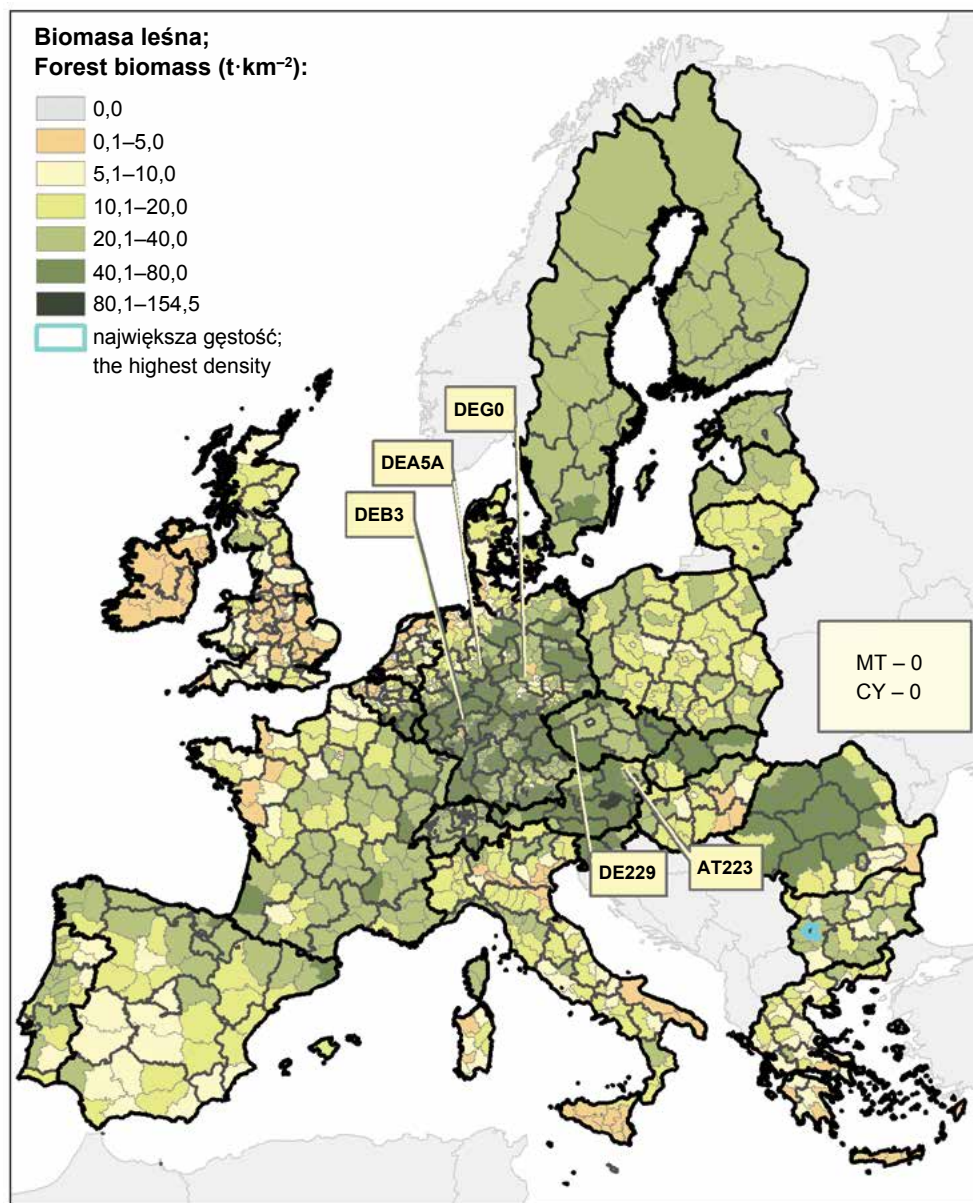 Biomasa leśna;
Forest biomass (t·km⁻²):
0,0
0,1–5,0
5,1–10,0
10,1–20,0
20,1–40,0
40,1–80,0
80,1–154,5
największa gęstość;
the highest density
DEG0
DEA5A
DEB3
MT – 0
CY – 0
DE229
AT223